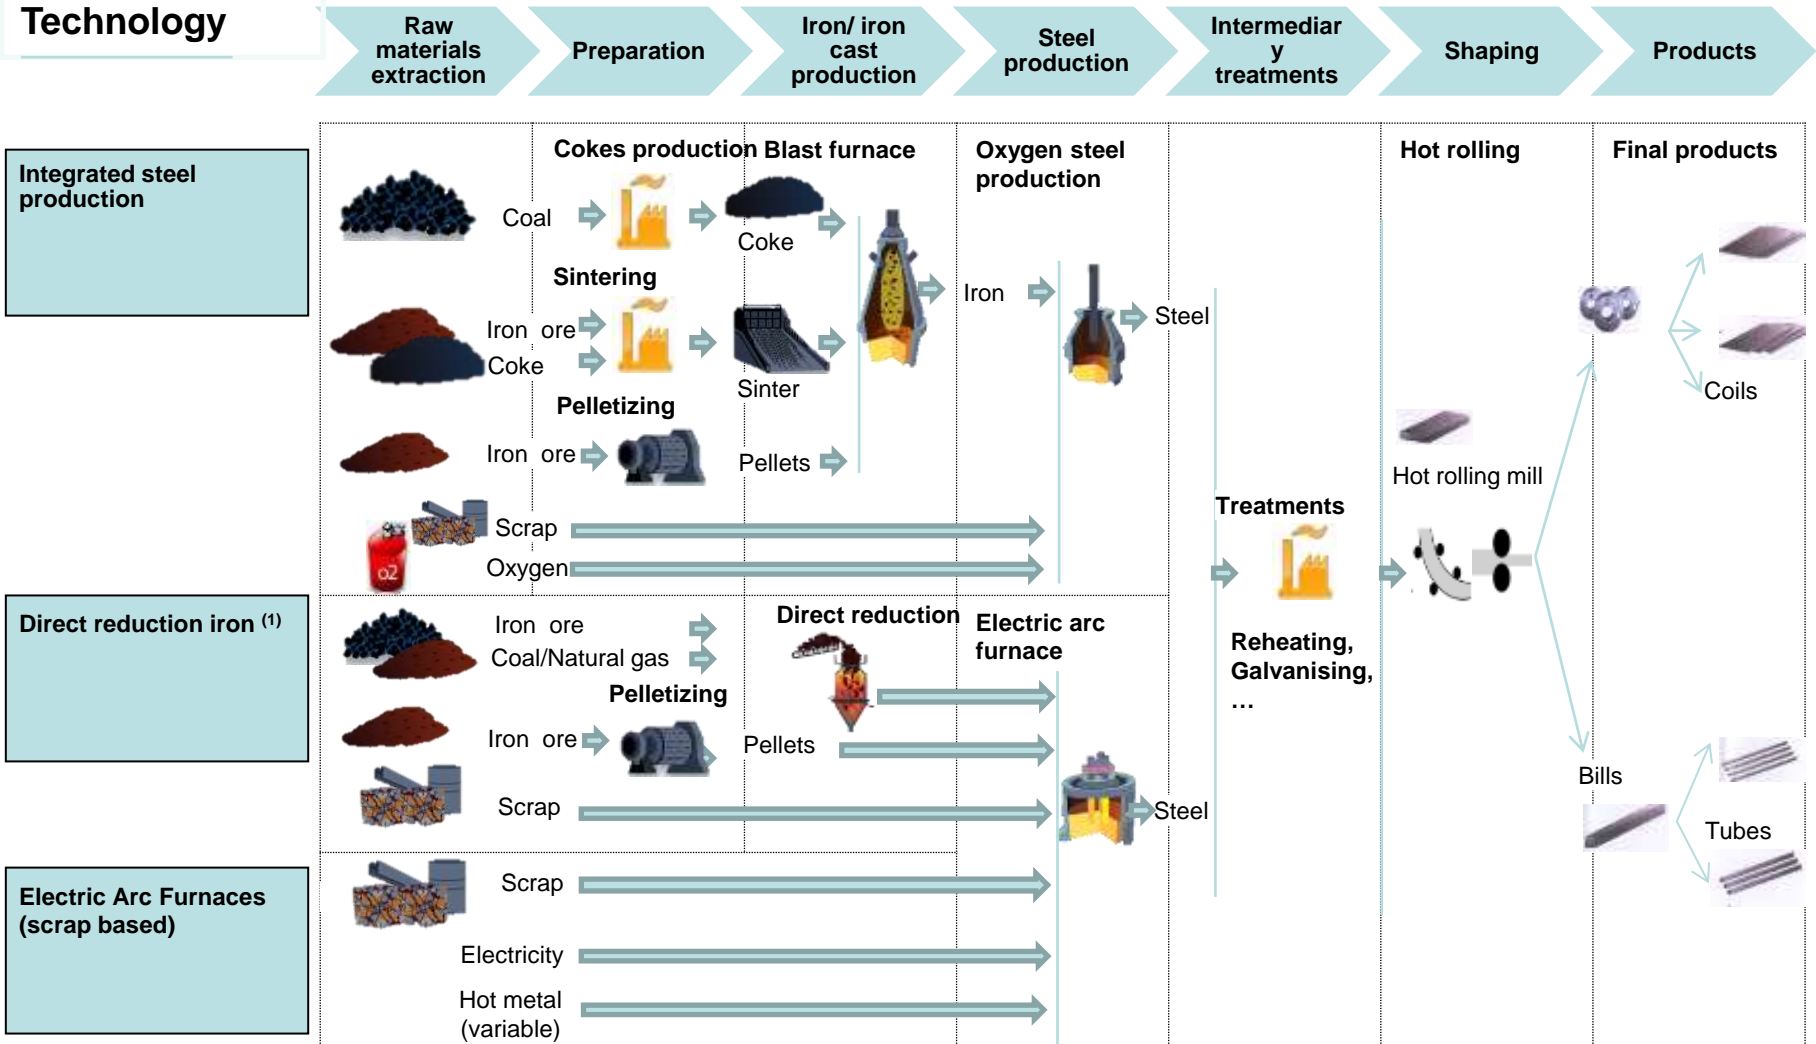 Technology
Raw
materials
extraction
Preparation
Iron/ iron
cast
production
Steel
production
Intermediar
y
treatments
Shaping
Products
Integrated steel
production
Cokes production
Blast furnace
Oxygen steel
production
Hot rolling
Final products
Coal
Coke
Sintering
Iron ore
Coke
Sinter
Iron
Steel
Coils
Pelletizing
Iron ore
Pellets
Hot rolling mill
Scrap
Oxygen
o2
Treatments
Reheating,
Galvanising,
…
Direct reduction iron (1)
Iron ore
Coal/Natural gas
Direct reduction
Electric arc
furnace
Pelletizing
Iron ore
Pellets
Scrap
Steel
Bills
Tubes
Electric Arc Furnaces
(scrap based)
Scrap
Electricity
Hot metal
(variable)